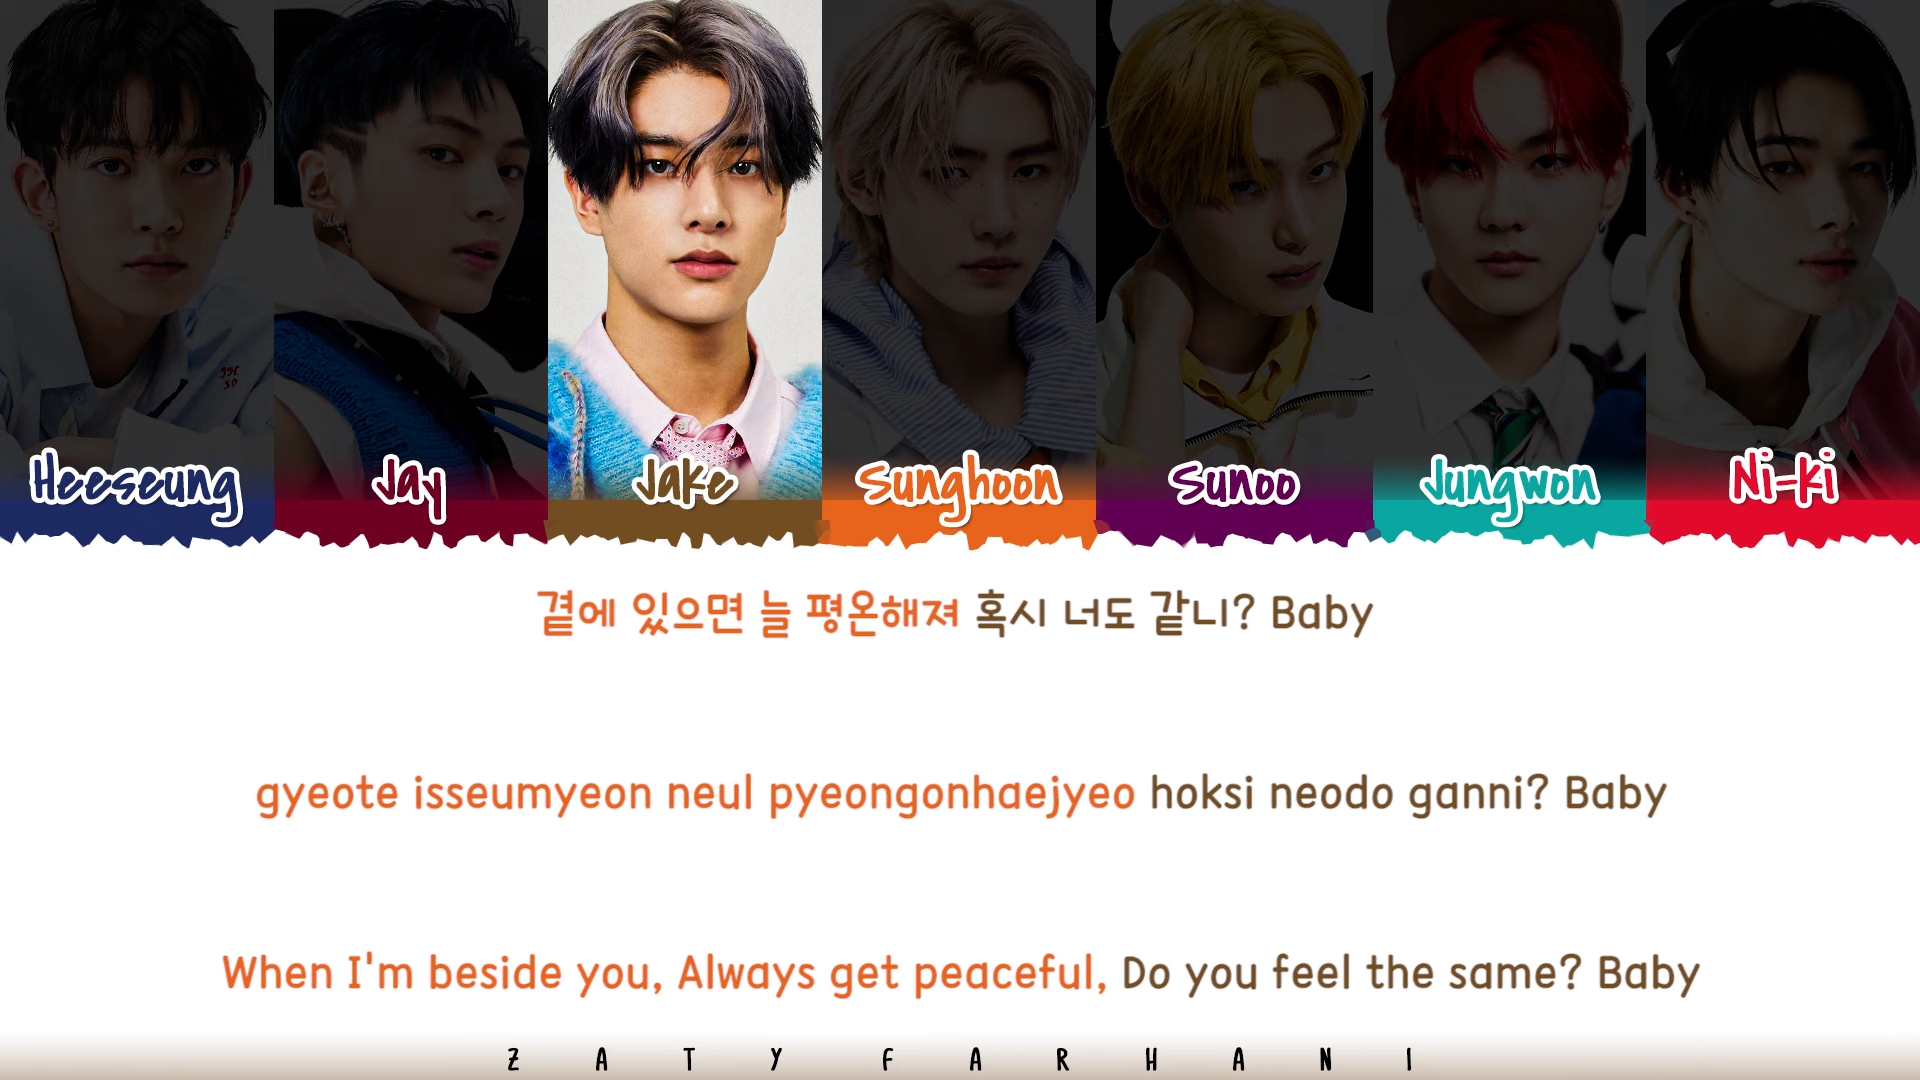 Heeseung Jay Jake Sunghoon Sunoo Jungwon Ni-ki
곁에 있으면 늘 평온해져 혹시 너도 같니? Baby
gyeote isseumyeon neul pyeongonhaejyeo hoksi neodo ganni? Baby
When I'm beside you, Always get peaceful, Do you feel the same? Baby
ZATY FARHANI